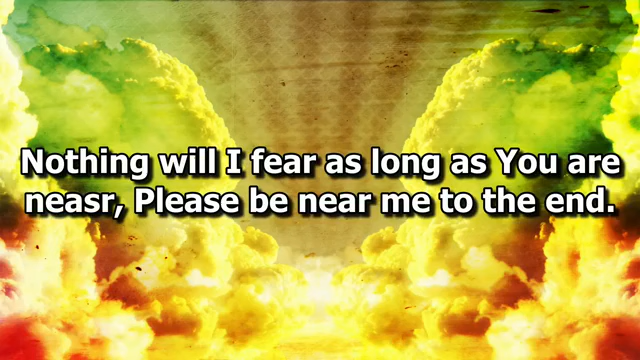 Nothing will I fear as long as You are
neasr, Please be near me to the end.